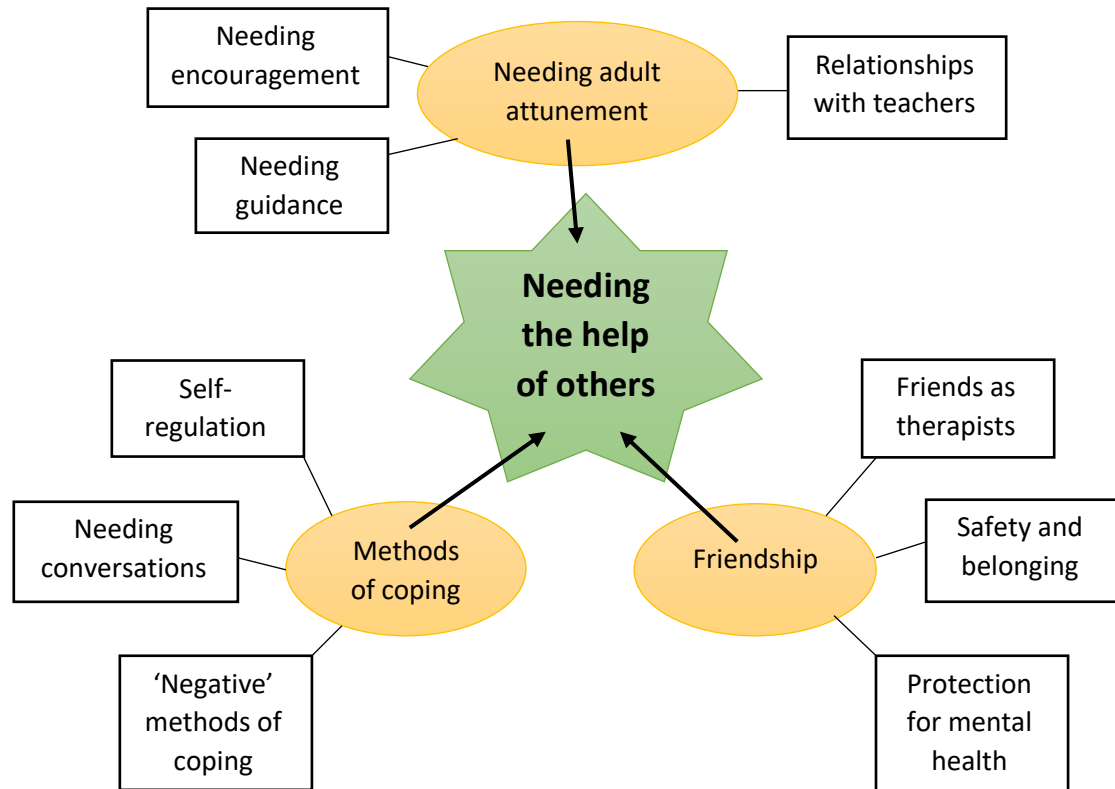 Needing
encouragement
Needing adult
attunement
Relationships
with teachers
Needing
guidance
Needing
the help
of others
Self-
regulation
Needing
conversations
‘Negative’
methods of
coping
Methods
of coping
Friendship
Friends as
therapists
Safety and
belonging
Protection
for mental
health